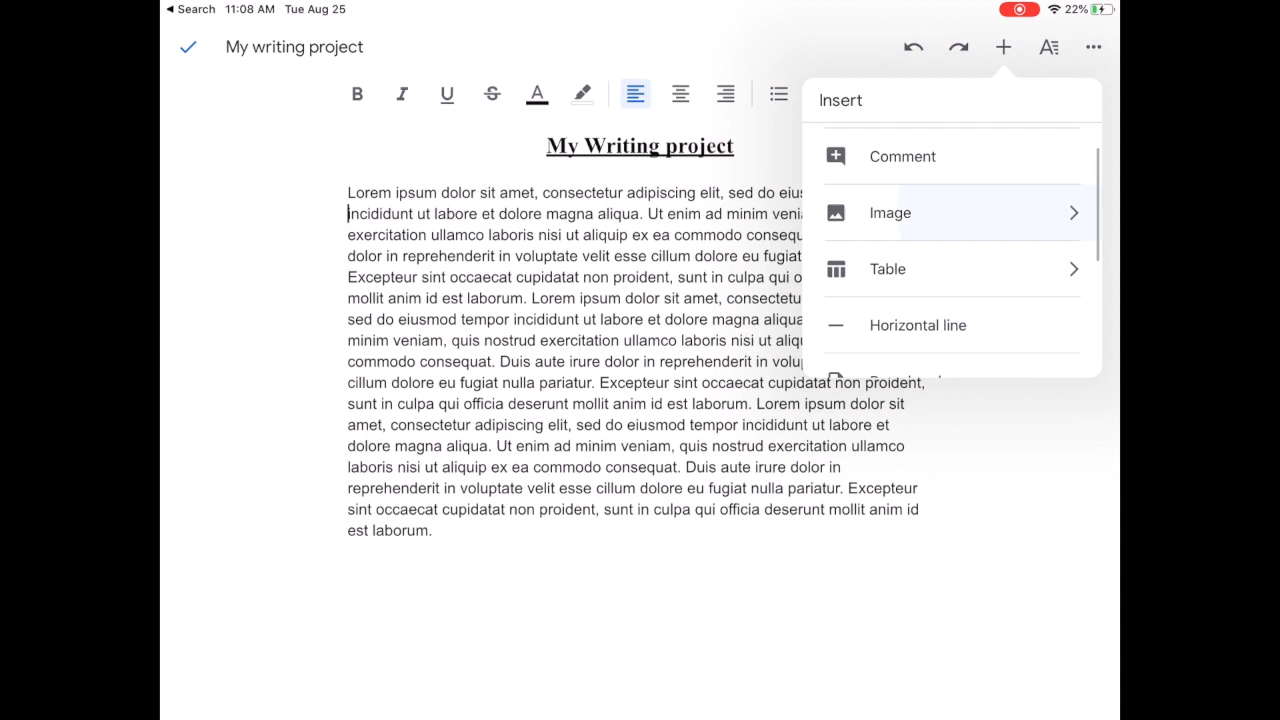 Search 11:08 AM Tue Aug 25 22%
My writing project
B I U S A
Insert
Comment
Image
Table
Horizontal line
My Writing project
Lorem ipsum dolor sit amet, consectetur adipiscing elit, sed do
incididunt ut labore et dolore magna aliqua. Ut enim ad minim
exercitation ullamco laboris nisi ut aliquip ex ea commodo
dolor in reprehenderit in voluptate velit esse cillum dolore eu fugiat
Excepteur sint occaecat cupidatat non proident, sunt in culpa qui
mollit anim id est laborum. Lorem ipsum dolor sit amet,
sed do eiusmod tempor incididunt ut labore et dolore magna
minim veniam, quis nostrud exercitation ullamco laboris nisi ut
commodo consequat. Duis aute irure dolor in reprehenderit in
cillum dolore eu fugiat nulla pariatur. Excepteur sint occaecat cupidatat non proident,
sunt in culpa qui officia deserunt mollit anim id est laborum. Lorem ipsum dolor sit
amet, consectetur adipiscing elit, sed do eiusmod tempor incididunt ut labore et
dolore magna aliqua. Ut enim ad minim veniam, quis nostrud exercitation ullamco
laboris nisi ut aliquip ex ea commodo consequat. Duis aute irure dolor in
reprehenderit in voluptate velit esse cillum dolore eu fugiat nulla pariatur. Excepteur
sint occaecat cupidatat non proident, sunt in culpa qui officia deserunt mollit anim id
est laborum.